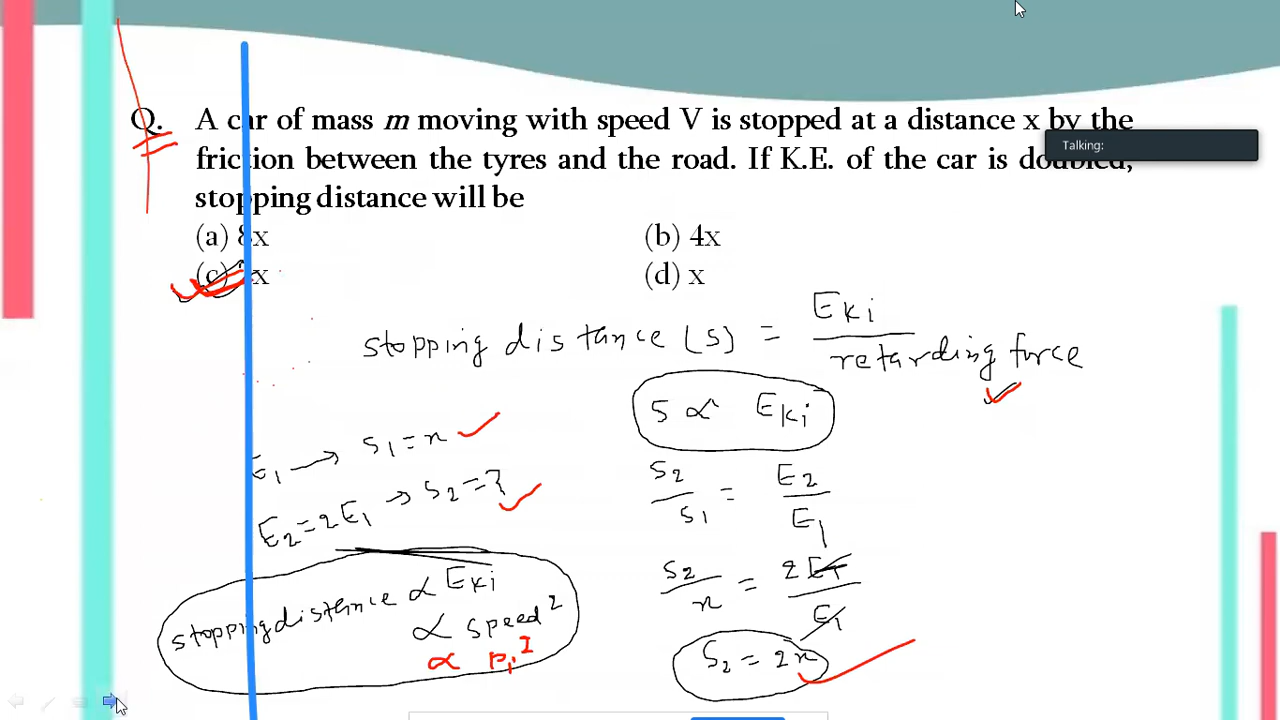 Q. A car of mass m moving with speed V is stopped at a distance x by the
friction between the tyres and the road. If K.E. of the car is doubled,
stopping distance will be
(a) 8x (b) 4x
(c) 2x (d) x
Talking:
stopping distance (s) = Eki / retarding force
s ∝ Eki
E1 → s1 = x
E2 = 2E1 → s2 = ?
s2 / s1 = E2 / E1
s2 / x = 2E1 / E1
s2 = 2x
stopping distance ∝ Eki
∝ speed²
∝ Pi²